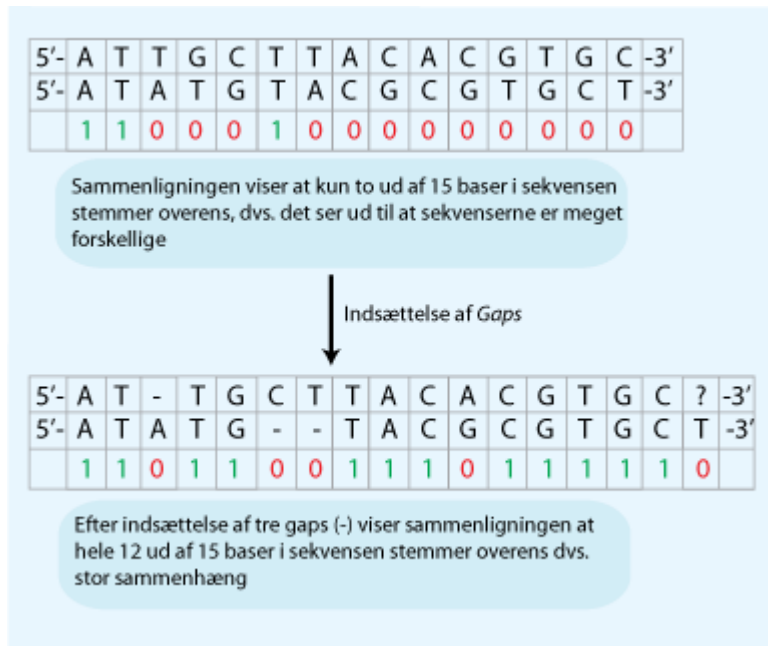 5′- A T T G C T T A C A C G T G C -3′
5′- A T A T G T A C G C G T G C T -3′
1 1 0 0 0 1 0 0 0 0 0 0 0 0 0
Sammenligningen viser at kun to ud af 15 baser i sekvensen
stemmer overens, dvs. det ser ud til at sekvenserne er meget
forskellige
Indsættelse af Gaps
5′- A T - T G C T T A C A C G T G C ? -3′
5′- A T A T G - - T A C G C G T G C T -3′
1 1 0 1 1 0 0 1 1 1 0 1 1 1 1 1 0
Efter indsættelse af tre gaps (-) viser sammenligningen at
hele 12 ud af 15 baser i sekvensen stemmer overens dvs.
stor sammenhæng